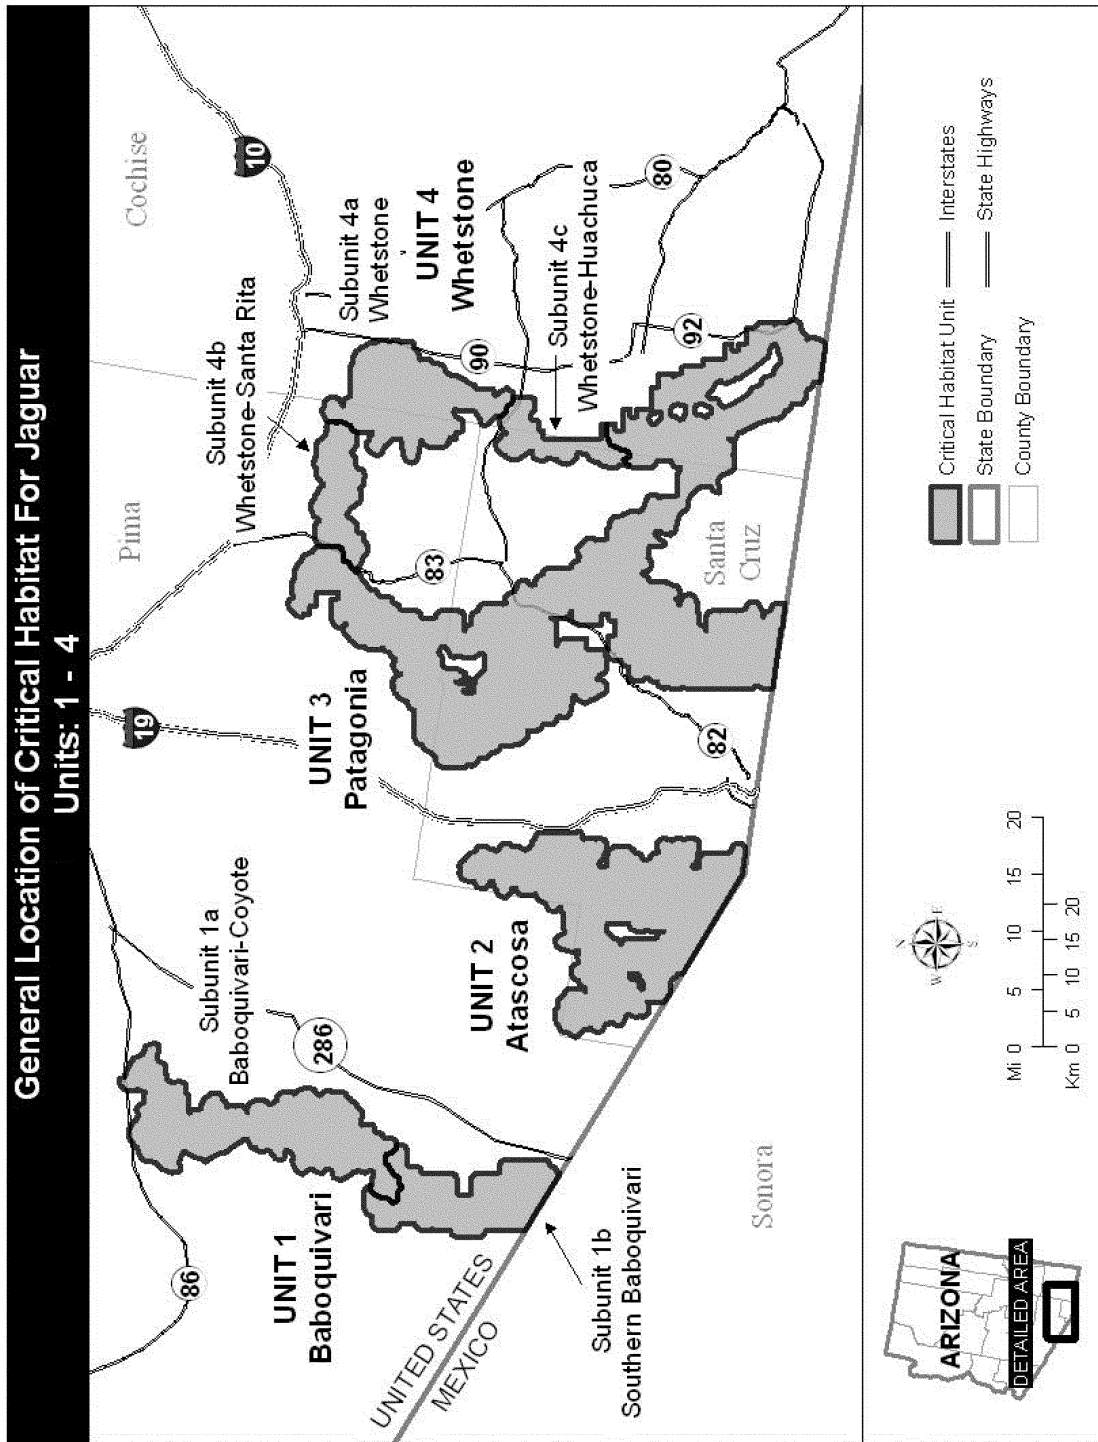 General Location of Critical Habitat For Jaguar
Units: 1 - 4
86
UNIT 1
Baboquivari
Subunit 1a
Baboquivari-Coyote
286
UNITED STATES
MEXICO
Subunit 1b
Southern Baboquivari
Sonora
UNIT 2
Atascosa
19
UNIT 3
Patagonia
82
Pima
83
Santa
Cruz
Subunit 4b
Whetstone-Santa Rita
Cochise
10
Subunit 4a
Whetstone
UNIT 4
Whetstone
90
Subunit 4c
Whetstone-Huachuca
80
92
ARIZONA
DETAILED AREA
N
W
E
S
Mi 0 5 10 15 20
Km 0 5 10 15 20
Critical Habitat Unit
State Boundary
County Boundary
Interstates
State Highways